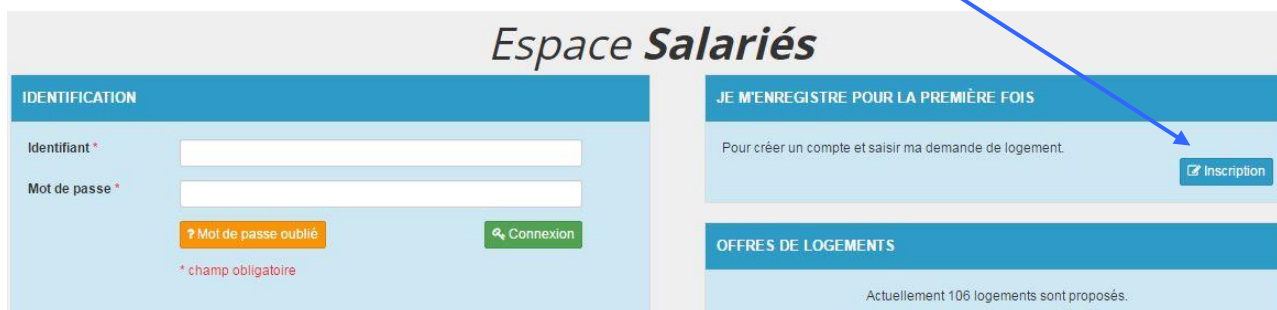 Espace Salariés
IDENTIFICATION
Identifiant *
Mot de passe *
? Mot de passe oublié
Connexion
* champ obligatoire
JE M'ENREGISTRE POUR LA PREMIÈRE FOIS
Pour créer un compte et saisir ma demande de logement.
Inscription
OFFRES DE LOGEMENTS
Actuellement 106 logements sont proposés.